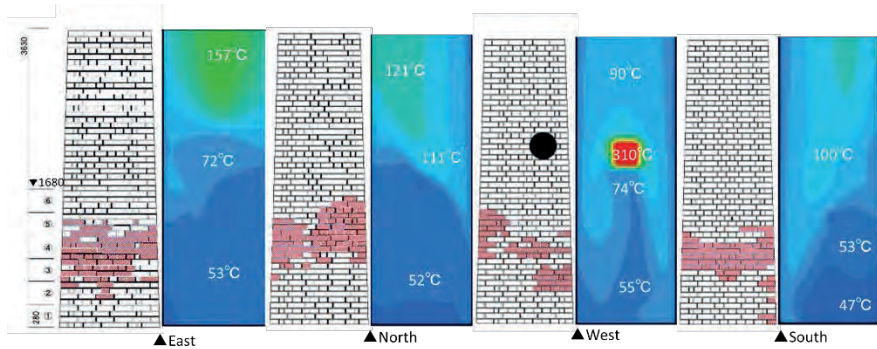 3630
▼1680
⑥
⑤
④
③
②
①
280
157°C
72°C
53°C
▲East
121°C
111°C
52°C
▲North
90°C
310°C
74°C
55°C
▲West
100°C
53°C
47°C
▲South